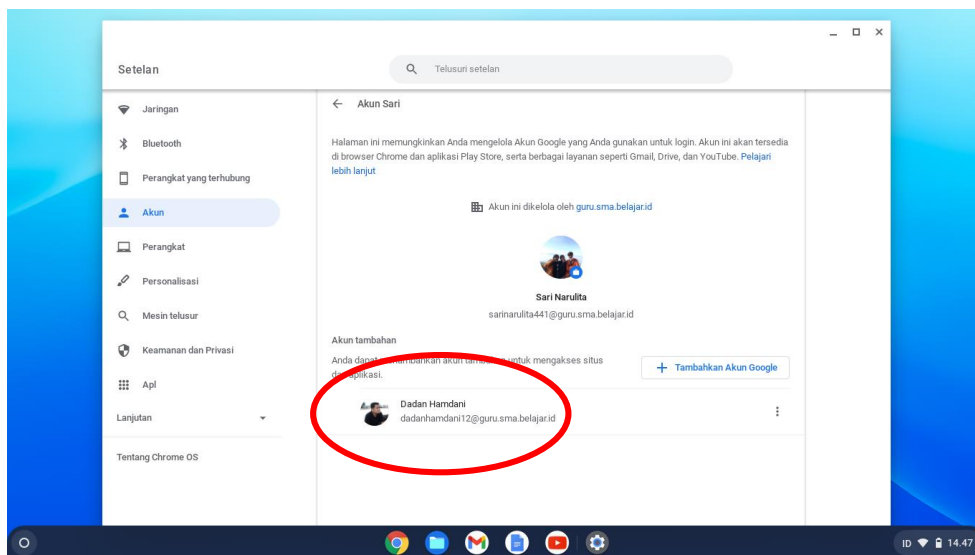 Setelan
Telusuri setelan
Jaringan
Bluetooth
Perangkat yang terhubung
Akun
Perangkat
Personalisasi
Mesin telusur
Keamanan dan Privasi
Apl
Lanjutan
Tentang Chrome OS
Akun Sari
Halaman ini memungkinkan Anda mengelola Akun Google yang Anda gunakan untuk login. Akun ini akan tersedia
di browser Chrome dan aplikasi Play Store, serta berbagai layanan seperti Gmail, Drive, dan YouTube. Pelajari
lebih lanjut
Akun ini dikelola oleh guru.sma.belajar.id
Sari Narulita
sarinarulita441@guru.sma.belajar.id
Akun tambahan
Anda dapat akun untuk mengakses situs
aplikasi.
Tambahkan Akun Google
Dadan Hamdani
dadanhamdani12@guru.sma.belajar.id
ID 14.47